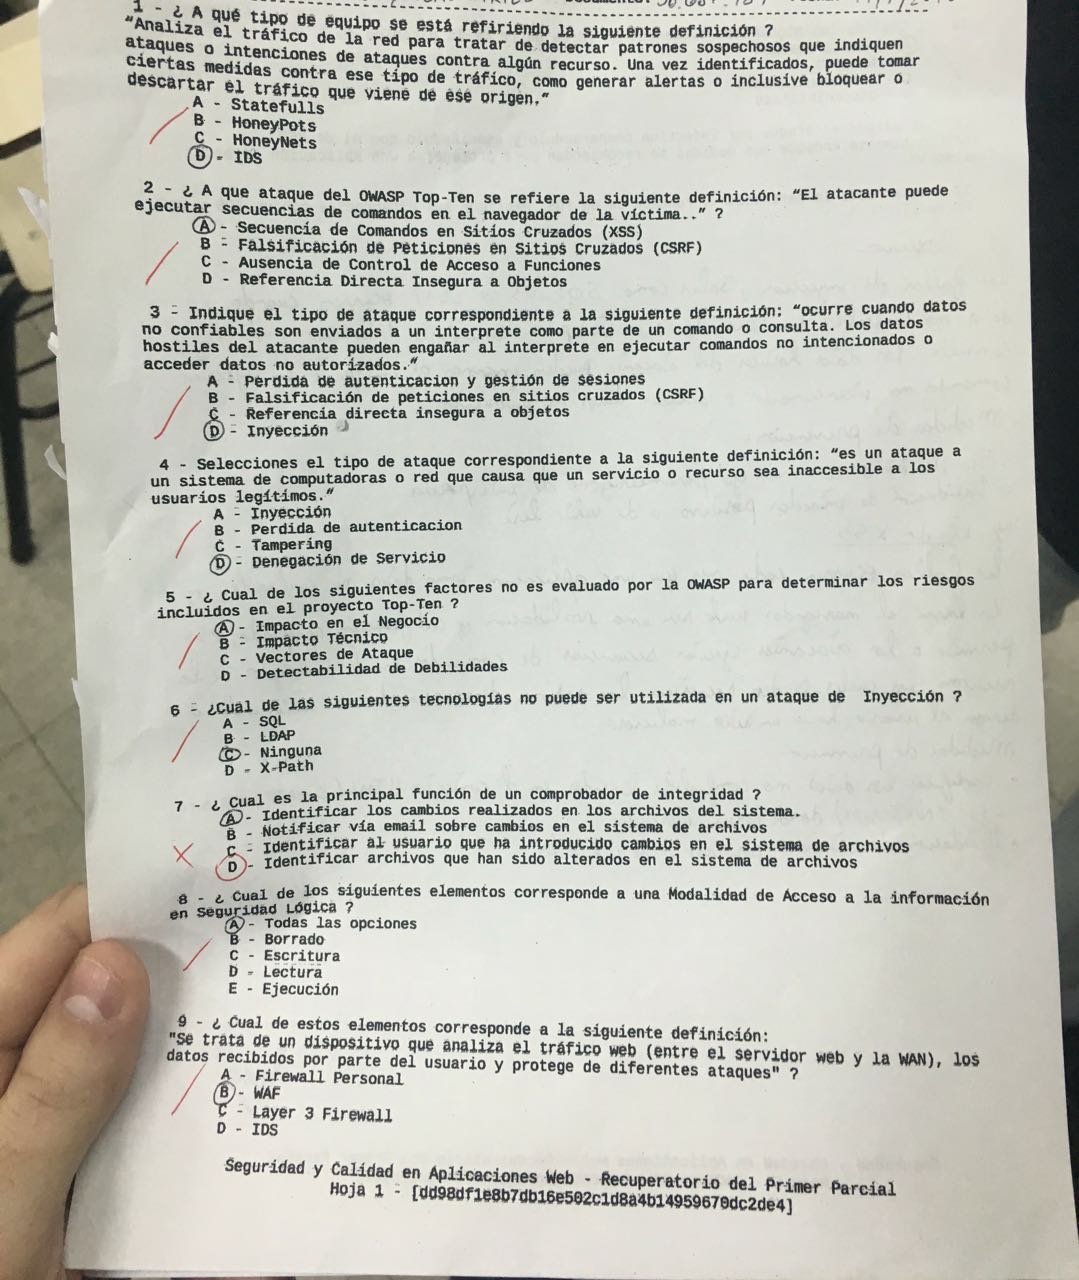 1 - ¿ A qué tipo de equipo se está refiriendo la siguiente definición ?
"Analiza el tráfico de la red para tratar de detectar patrones sospechosos que indiquen
ataques o intenciones de ataques contra algún recurso. Una vez identificados, puede tomar
ciertas medidas contra ese tipo de tráfico, como generar alertas o inclusive bloquear o
descartar el tráfico que viene de ese origen."
A - Statefulls
B - HoneyPots
C - HoneyNets
D - IDS
2 - ¿ A que ataque del OWASP Top-Ten se refiere la siguiente definición: "El atacante puede
ejecutar secuencias de comandos en el navegador de la víctima.." ?
A - Secuencia de Comandos en Sitios Cruzados (XSS)
B - Falsificación de Peticiones en Sitios Cruzados (CSRF)
C - Ausencia de Control de Acceso a Funciones
D - Referencia Directa Insegura a Objetos
3 - Indique el tipo de ataque correspondiente a la siguiente definición: "ocurre cuando datos
no confiables son enviados a un interprete como parte de un comando o consulta. Los datos
hostiles del atacante pueden engañar al interprete en ejecutar comandos no intencionados o
acceder datos no autorizados."
A - Perdida de autenticacion y gestión de sesiones
B - Falsificación de peticiones en sitios cruzados (CSRF)
C - Referencia directa insegura a objetos
D - Inyección
4 - Selecciones el tipo de ataque correspondiente a la siguiente definición: "es un ataque a
un sistema de computadoras o red que causa que un servicio o recurso sea inaccesible a los
usuarios legítimos."
A - Inyección
B - Perdida de autenticacion
C - Tampering
D - Denegación de Servicio
5 - ¿ Cual de los siguientes factores no es evaluado por la OWASP para determinar los riesgos
incluidos en el proyecto Top-Ten ?
A - Impacto en el Negocio
B - Impacto Técnico
C - Vectores de Ataque
D - Detectabilidad de Debilidades
6 - ¿Cual de las siguientes tecnologías no puede ser utilizada en un ataque de Inyección ?
A - SQL
B - LDAP
C - Ninguna
D - X-Path
7 - ¿ Cual es la principal función de un comprobador de integridad ?
A - Identificar los cambios realizados en los archivos del sistema.
B - Notificar vía email sobre cambios en el sistema de archivos
C - Identificar al usuario que ha introducido cambios en el sistema de archivos
D - Identificar archivos que han sido alterados en el sistema de archivos
8 - ¿ Cual de los siguientes elementos corresponde a una Modalidad de Acceso a la información
en Seguridad Lógica ?
A - Todas las opciones
B - Borrado
C - Escritura
D - Lectura
E - Ejecución
9 - ¿ Cual de estos elementos corresponde a la siguiente definición:
"Se trata de un dispositivo que analiza el tráfico web (entre el servidor web y la WAN), los
datos recibidos por parte del usuario y protege de diferentes ataques" ?
A - Firewall Personal
B - WAF
C - Layer 3 Firewall
D - IDS
Seguridad y Calidad en Aplicaciones Web - Recuperatorio del Primer Parcial
Hoja 1 - [dd98df1e8b7db16e502c1d8a4b14959670dc2de4]